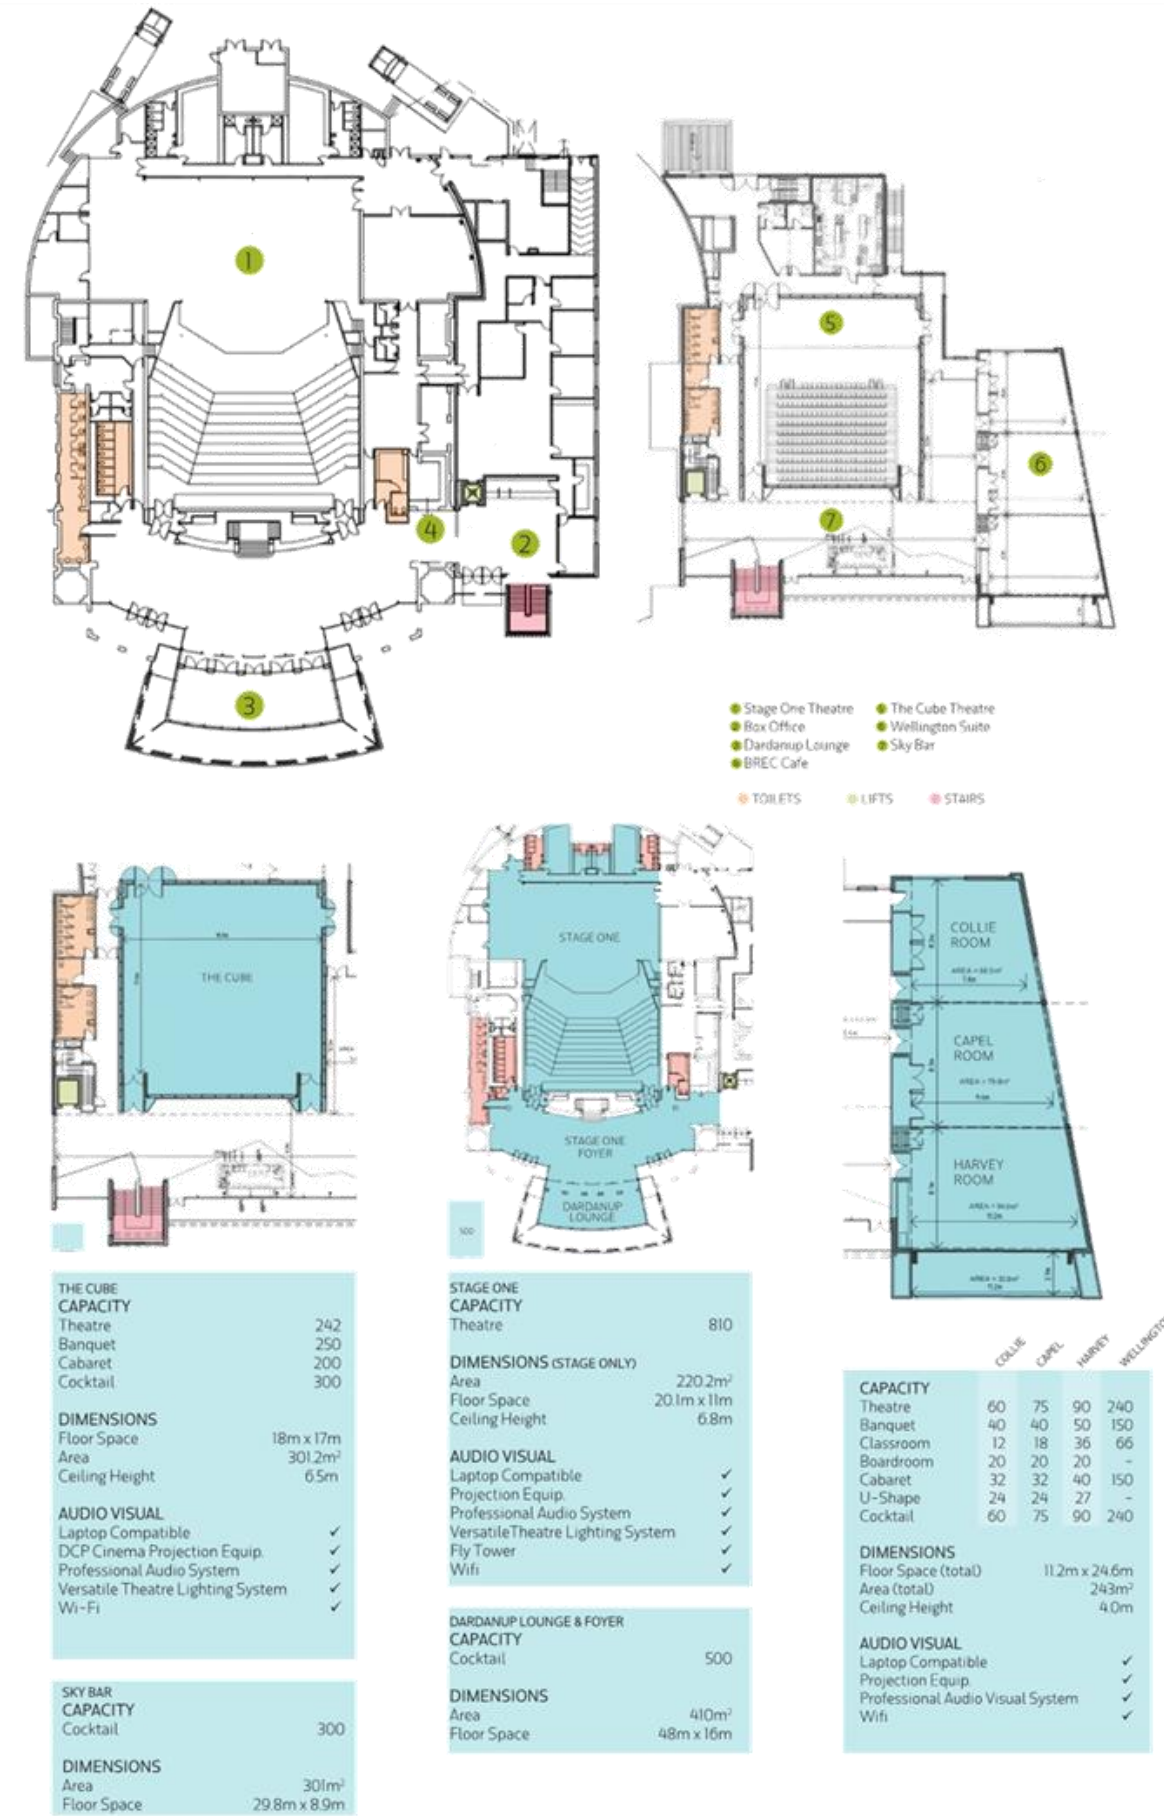 1
2
3
4
5
6
7
Stage One Theatre
Box Office
Dardanup Lounge
BREC Cafe
The Cube Theatre
Wellington Suite
Sky Bar
TOILETS
LIFTS
STAIRS
THE CUBE
STAGE ONE
STAGE ONE
FOYER
DARDANUP
LOUNGE
500
COLLIE
ROOM
CAPEL
ROOM
HARVEY
ROOM
THE CUBE
CAPACITY
Theatre 242
Banquet 250
Cabaret 200
Cocktail 300
DIMENSIONS
Floor Space 18m x 17m
Area 301.2m²
Ceiling Height 6.5m
AUDIO VISUAL
Laptop Compatible ✓
DCP Cinema Projection Equip. ✓
Professional Audio System ✓
Versatile Theatre Lighting System ✓
Wi-Fi ✓
SKY BAR
CAPACITY
Cocktail 300
DIMENSIONS
Area 301m²
Floor Space 29.8m x 8.9m
STAGE ONE
CAPACITY
Theatre 810
DIMENSIONS (STAGE ONLY)
Area 220.2m²
Floor Space 20.1m x 11m
Ceiling Height 6.8m
AUDIO VISUAL
Laptop Compatible ✓
Projection Equip. ✓
Professional Audio System ✓
VersatileTheatre Lighting System ✓
Fly Tower ✓
Wifi ✓
DARDANUP LOUNGE & FOYER
CAPACITY
Cocktail 500
DIMENSIONS
Area 410m²
Floor Space 48m x 16m
COLLIE CAPEL HARVEY WELLINGTON
CAPACITY
Theatre 60 75 90 240
Banquet 40 40 50 150
Classroom 12 18 36 66
Boardroom 20 20 20 -
Cabaret 32 32 40 150
U-Shape 24 24 27 -
Cocktail 60 75 90 240
DIMENSIONS
Floor Space (total) 11.2m x 24.6m
Area (total) 243m²
Ceiling Height 4.0m
AUDIO VISUAL
Laptop Compatible ✓
Projection Equip. ✓
Professional Audio Visual System ✓
Wifi ✓